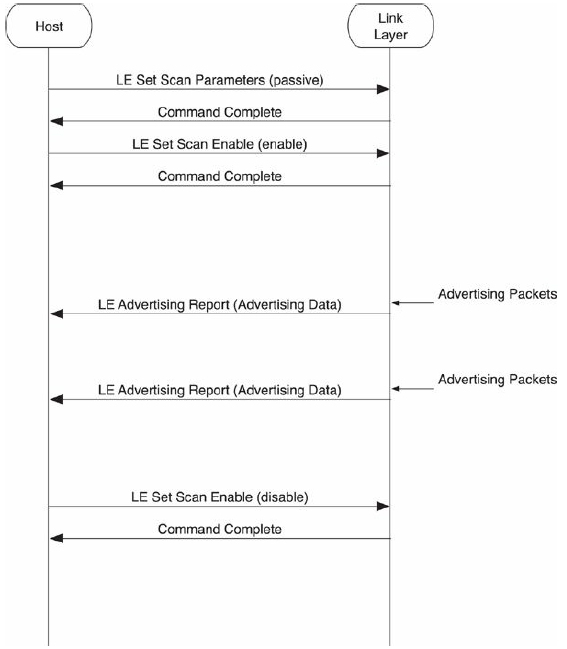 Host
Link
Layer
LE Set Scan Parameters (passive)
Command Complete
LE Set Scan Enable (enable)
Command Complete
Advertising Packets
LE Advertising Report (Advertising Data)
Advertising Packets
LE Advertising Report (Advertising Data)
LE Set Scan Enable (disable)
Command Complete